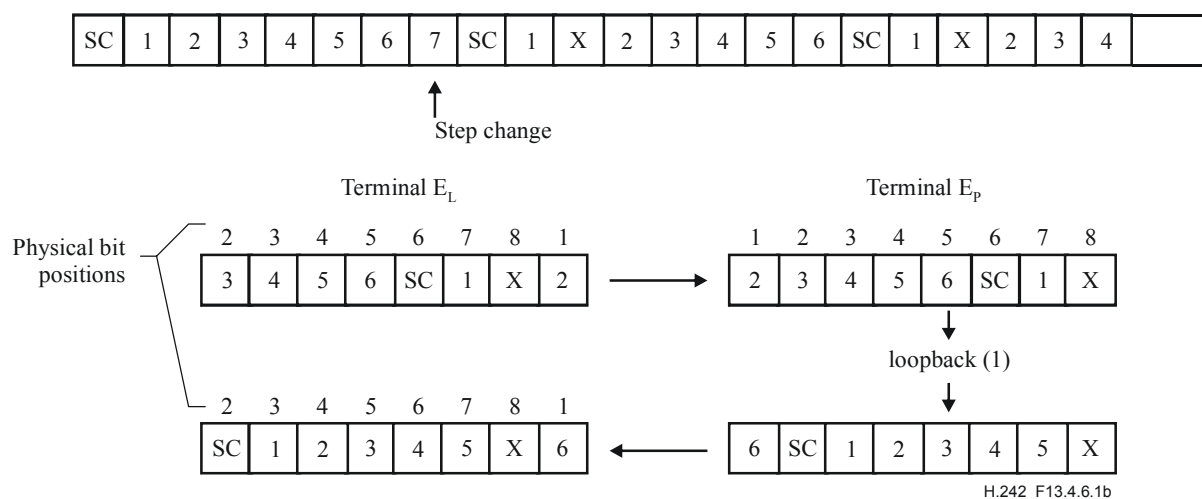 SC 1 2 3 4 5 6 7 SC 1 X 2 3 4 5 6 SC 1 X 2 3 4
Step change
Terminal E_L Terminal E_P
Physical bit positions
2 3 4 5 6 7 8 1
3 4 5 6 SC 1 X 2
1 2 3 4 5 6 7 8
2 3 4 5 6 SC 1 X
loopback (1)
2 3 4 5 6 7 8 1
SC 1 2 3 4 5 X 6
6 SC 1 2 3 4 5 X
H.242_F13.4.6.1b